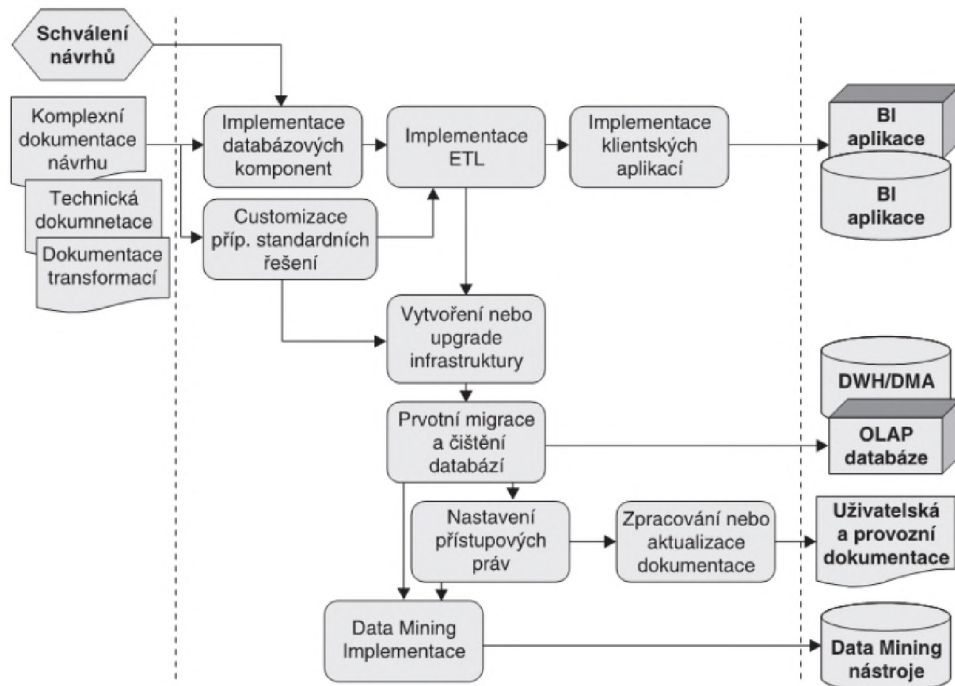 Schválení
návrhů
Komplexní
dokumentace
návrhu
Technická
dokumnetace
Dokumentace
transformací
Implementace
databázových
komponent
Implementace
ETL
Implementace
klientských
aplikací
Customizace
příp. standardních
řešení
Vytvoření nebo
upgrade
infrastruktury
Prvotní migrace
a čištění
databází
Nastavení
přístupových
práv
Zpracování nebo
aktualizace
dokumentace
Data Mining
Implementace
BI
aplikace
BI
aplikace
DWH/DMA
OLAP
databáze
Uživatelská
a provozní
dokumentace
Data Mining
nástroje